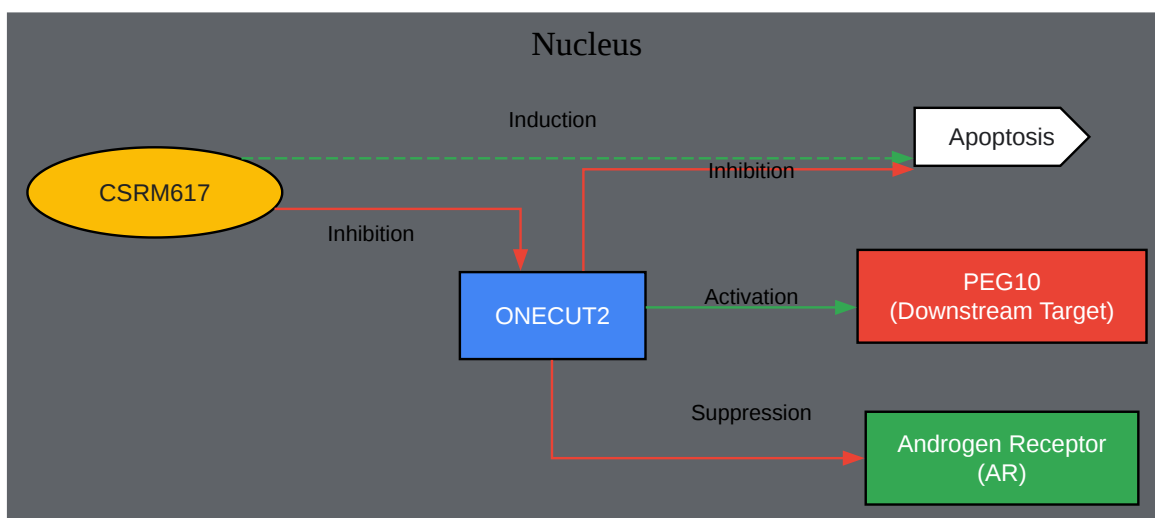 Nucleus
Induction
Apoptosis
Inhibition
CSRM617
Inhibition
ONECUT2
Activation
PEG10
(Downstream Target)
Suppression
Androgen Receptor
(AR)